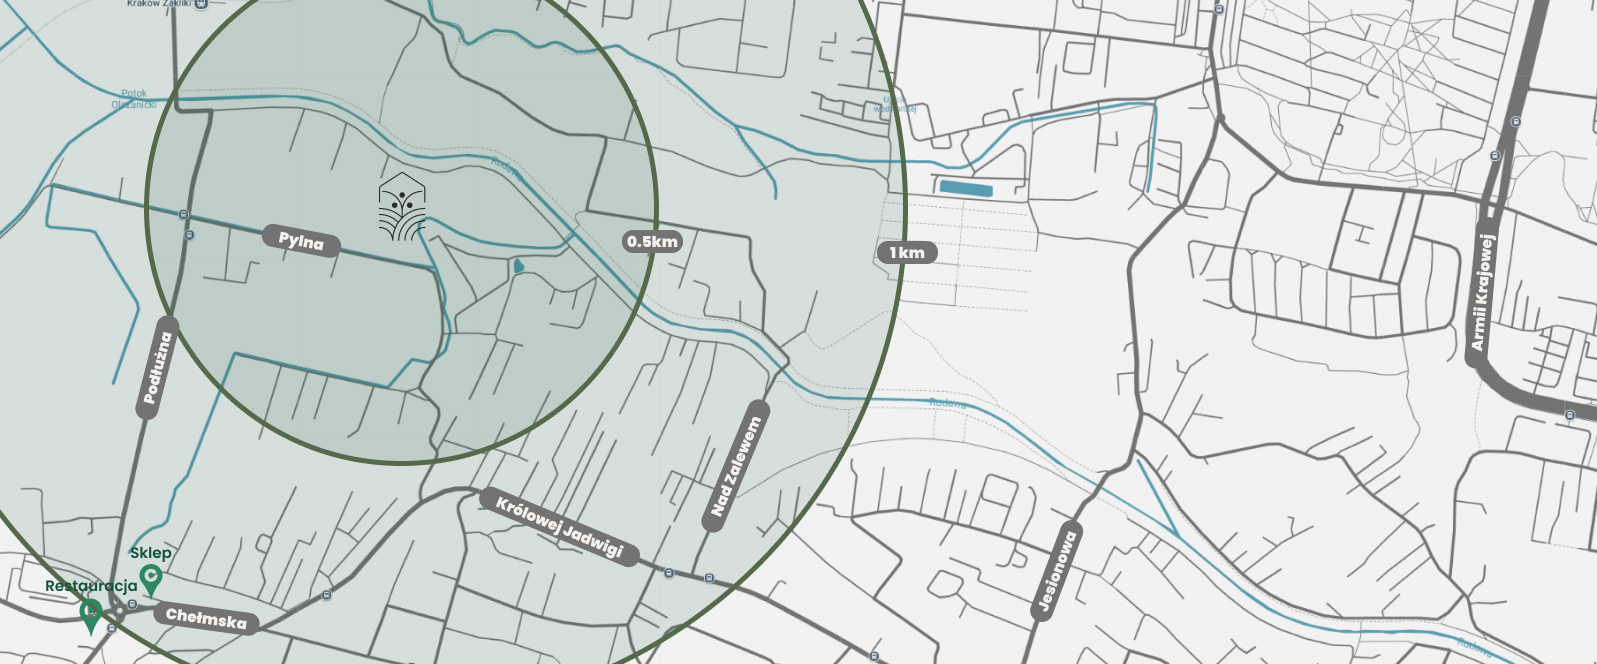 Kraków Zakliki
Potok
Olszanicki
Ujęcie
Rudawa
Pylna
0.5km
1km
Armii Krajowej
Podłużna
Rudawa
Nad Zalewem
Królowej Jadwigi
Jesionowa
Sklep
Restauracja
Chełmska
Rudawa